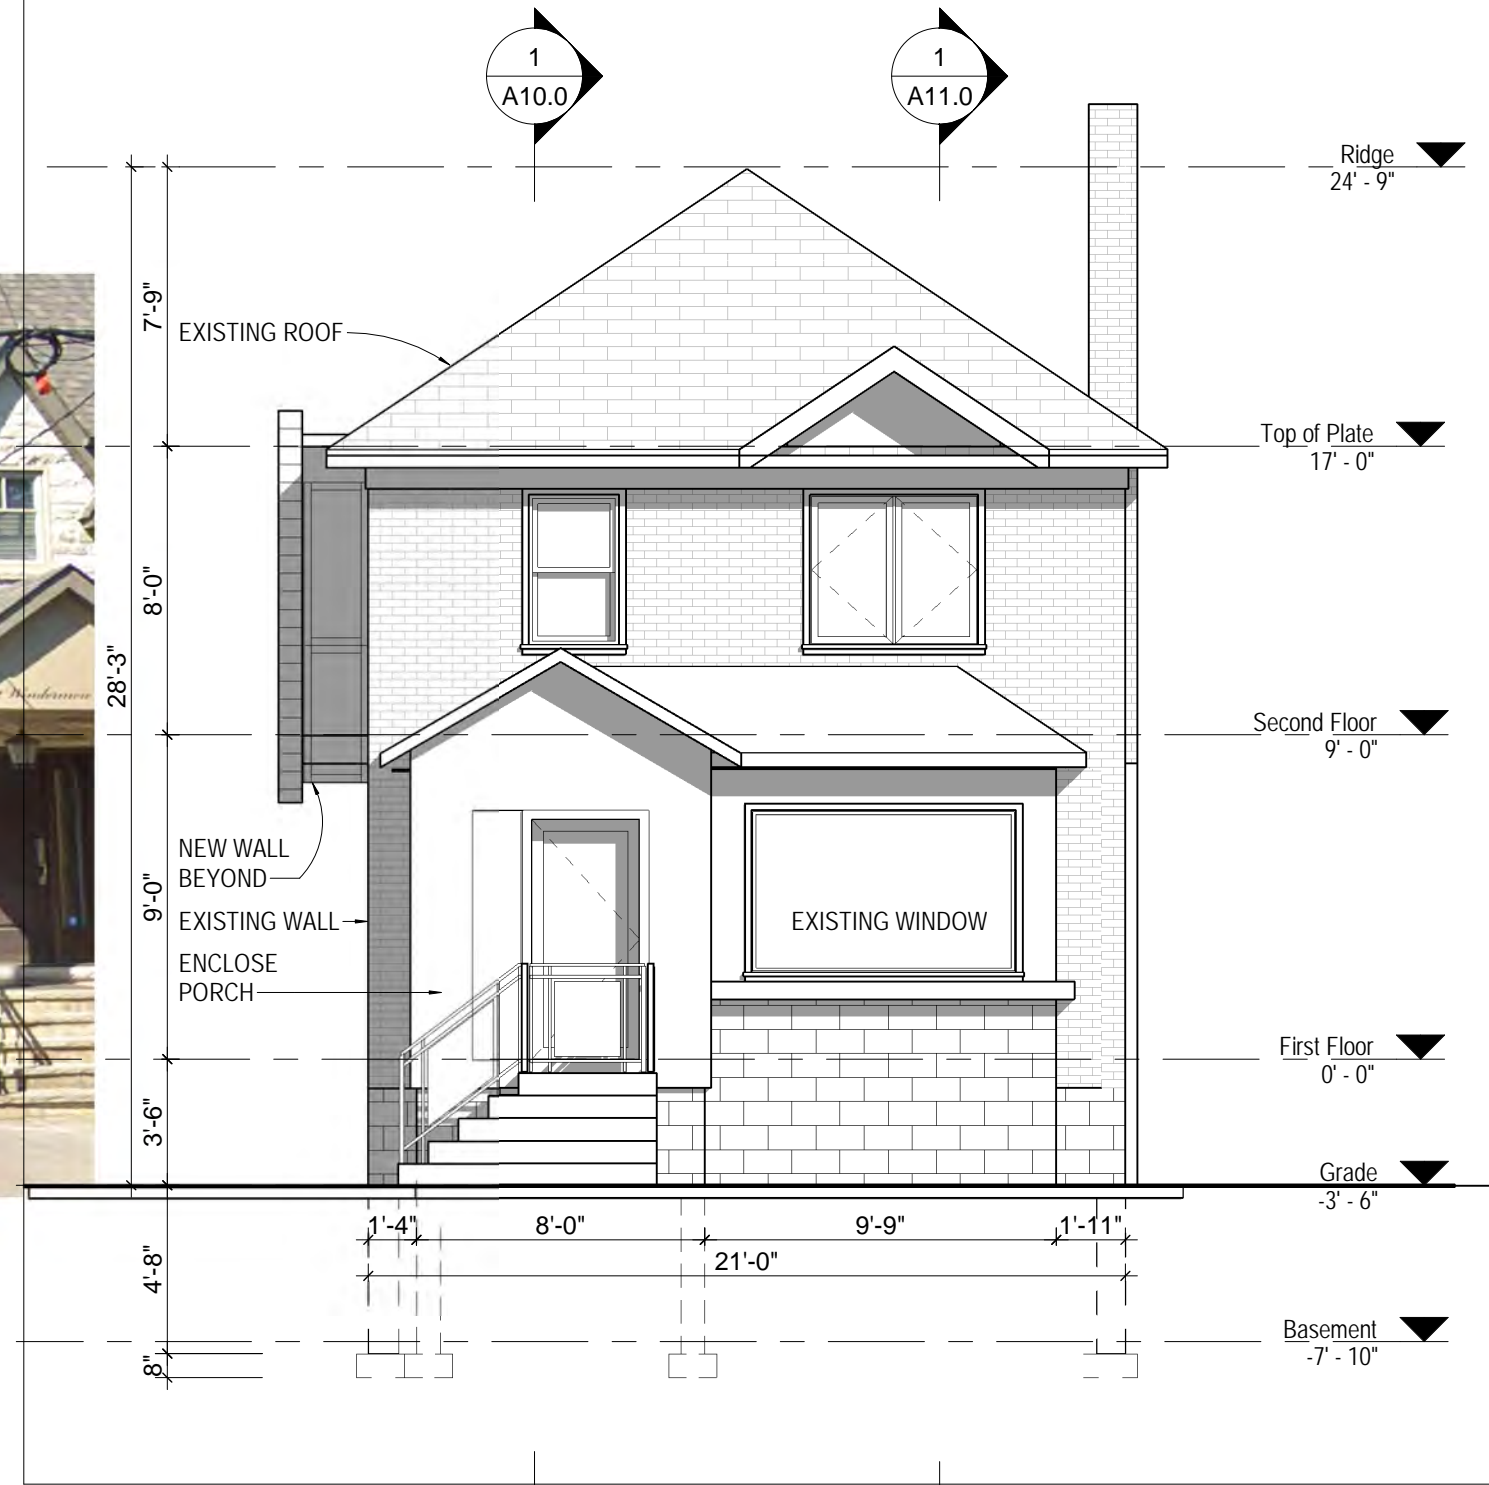 1
A10.0
1
A11.0
Ridge
24' - 9"
7'-9"
EXISTING ROOF
Top of Plate
17' - 0"
8'-0"
28'-3"
Second Floor
9' - 0"
NEW WALL
BEYOND
9'-0"
EXISTING WALL
EXISTING WINDOW
ENCLOSE
PORCH
First Floor
0' - 0"
3'-6"
Grade
-3' - 6"
1'-4"
8'-0"
9'-9"
1'-11"
21'-0"
4'-8"
Basement
-7' - 10"
8"